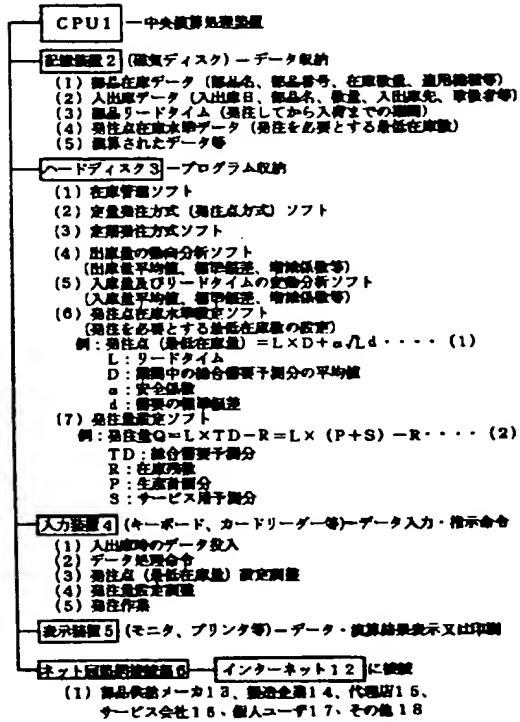 CPU1 ー中央演算処理装置
記憶装置2 (磁気ディスク) ーデータ収納
(1) 部品在庫データ (部品名、部品番号、在庫数量、適用機種等)
(2) 入出庫データ (入出庫日、部品名、数量、入出庫先、取扱者等)
(3) 部品リードタイム (発注してから入荷までの期間)
(4) 発注点在庫水準データ (発注を必要とする最低在庫数)
(5) 演算されたデータ等
ハードディスク3 ープログラム収納
(1) 在庫管理ソフト
(2) 定量発注方式 (発注点方式) ソフト
(3) 定期発注方式ソフト
(4) 出庫量の動向分析ソフト
(出庫量平均値、標準偏差、増減係数等)
(5) 入庫量及びリードタイムの変動分析ソフト
(入庫量平均値、標準偏差、増減係数等)
(6) 発注点在庫水準設定ソフト
(発注を必要とする最低在庫数の設定)
例:発注点 (最低在庫量) =L×D+α√Ld・・・・ (1)
L:リードタイム
D:期間中の総合需要予測分の平均値
α:安全係数
d:需要の標準偏差
(7) 発注量設定ソフト
例:発注量Q=L×TD-R=L× (P+S) -R・・・・ (2)
TD:総合需要予測分
R:在庫残数
P:生産計画分
S:サービス用予測分
入力装置4 (キーボード、カードリーダー等)ーデータ入力・指示命令
(1) 入出庫時のデータ投入
(2) データ処理命令
(3) 発注点 (最低在庫量) 設定調整
(4) 発注量設定調整
(5) 発注作業
表示装置5 (モニタ、プリンタ等) ーデータ・演算結果表示又は印刷
ネット回路網接続部6 ー インターネット12 に接続
(1) 部品供給メーカ13、製造企業14、代理店15、
サービス会社16、個人ユーザ17、その他18